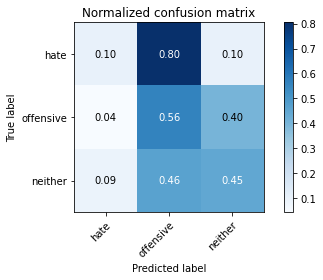 Normalized confusion matrix
True label
hate
0.10 0.80 0.10
offensive
0.04 0.56 0.40
neither
0.09 0.46 0.45
hate
offensive
neither
Predicted label
0.8
0.7
0.6
0.5
0.4
0.3
0.2
0.1